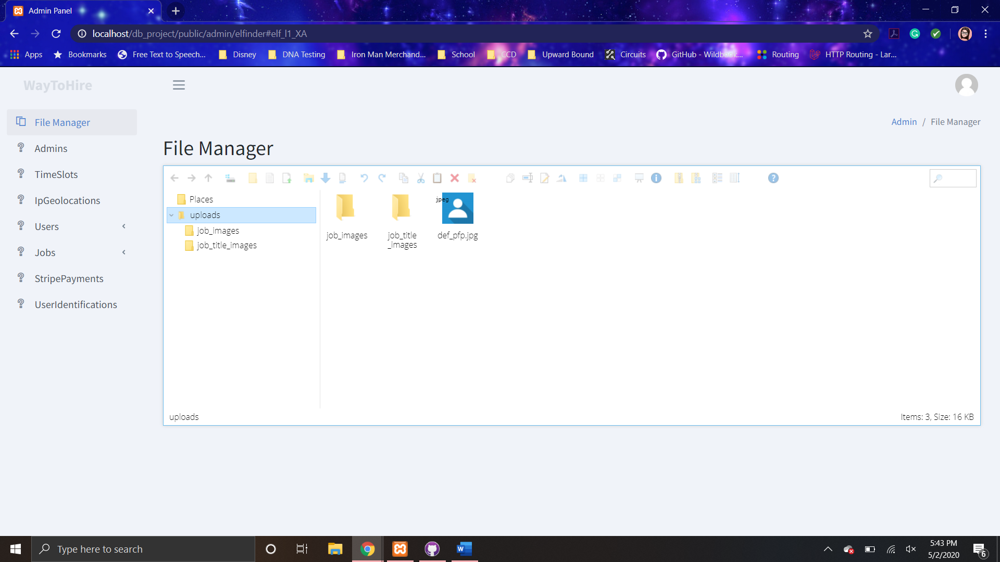 Admin Panel
localhost/db_project/public/admin/elfinder#elf_l1_XA
Apps Bookmarks Free Text to Speech... Disney DNA Testing Iron Man Merchand... School CCD Upward Bound Circuits GitHub - Wildbook... Routing HTTP Routing - Lar...
WayToHire
File Manager
Admins
TimeSlots
IpGeolocations
Users
Jobs
StripePayments
UserIdentifications
Admin / File Manager
File Manager
Places
uploads
job_images
job_title_images
job_images
job_title
_images
jpeg
def_pfp.jpg
uploads
Items: 3, Size: 16 KB
Type here to search
5:43 PM
5/2/2020
6